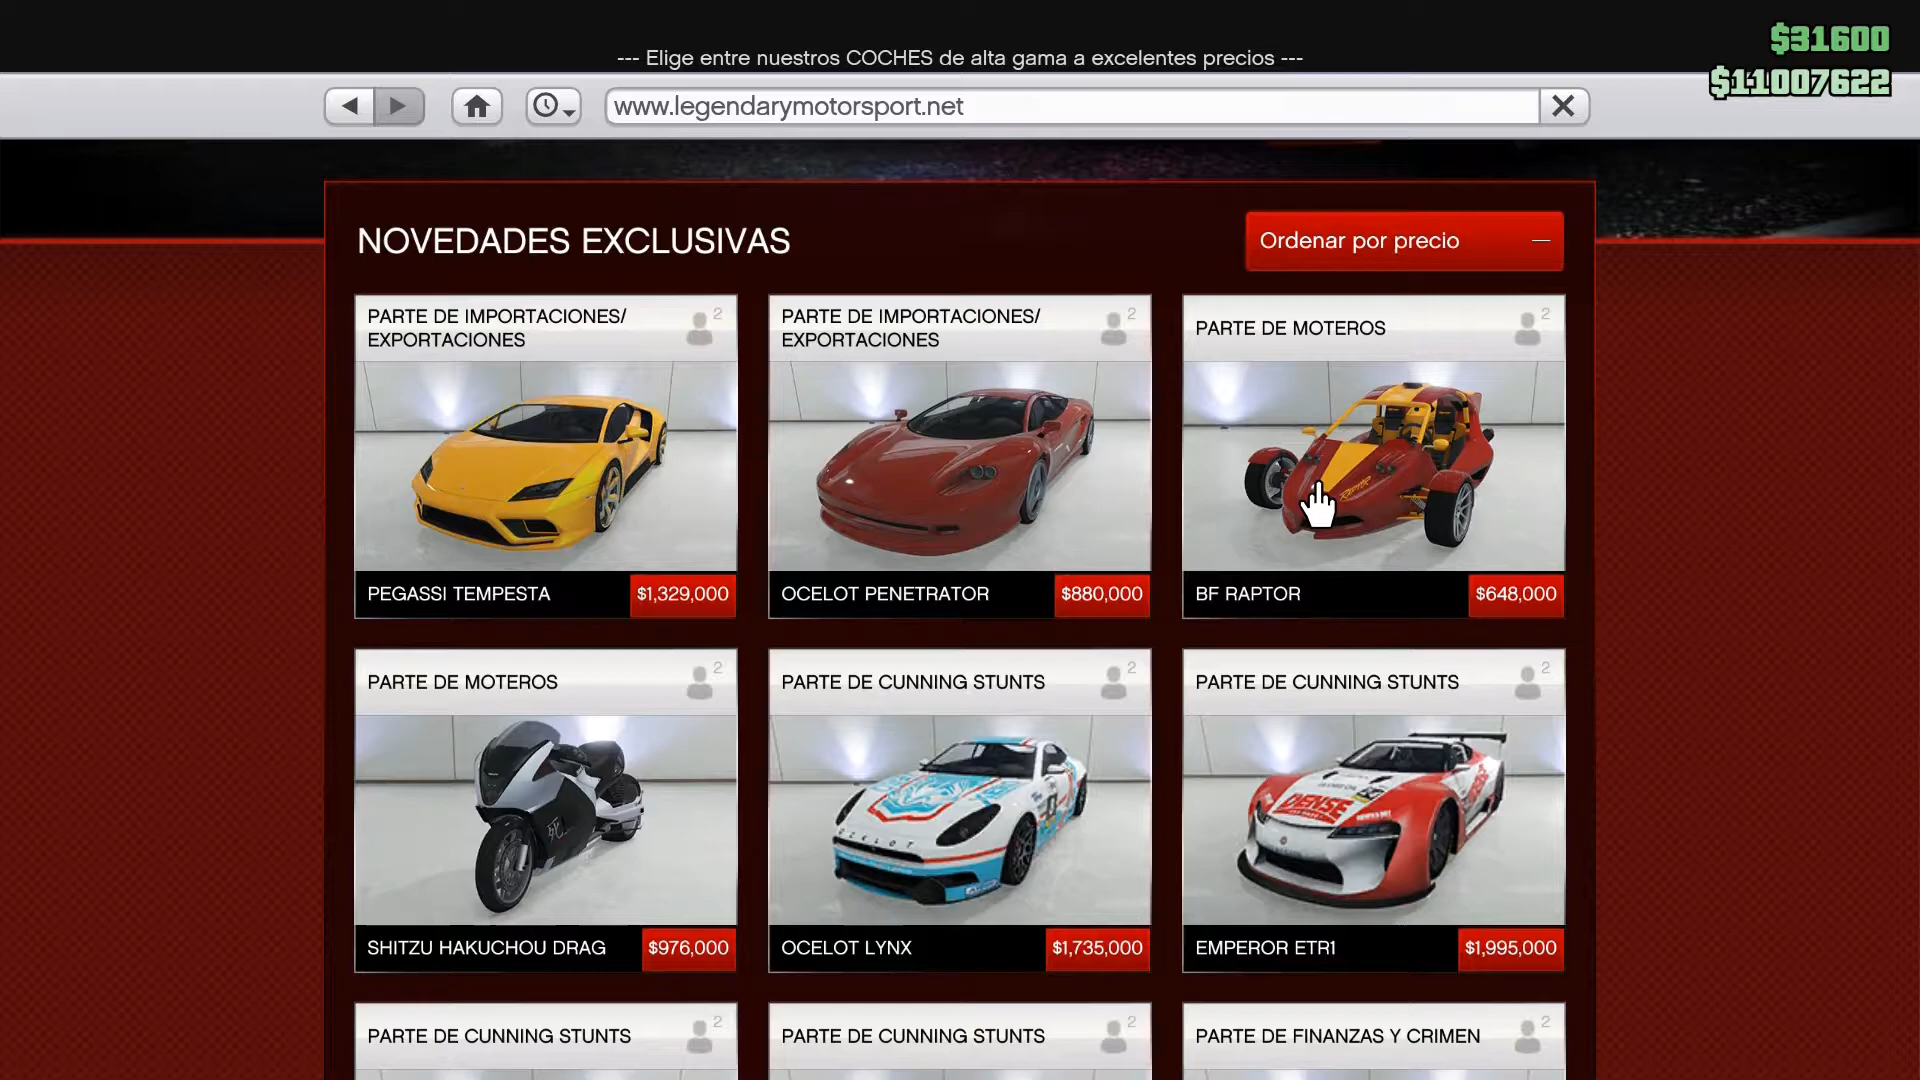 $31600
--- Elige entre nuestros COCHES de alta gama a excelentes precios ---
$11007622
www.legendarymotorsport.net
NOVEDADES EXCLUSIVAS
Ordenar por precio
PARTE DE IMPORTACIONES/
EXPORTACIONES
2
PARTE DE IMPORTACIONES/
EXPORTACIONES
2
PARTE DE MOTEROS
2
RAPTOR
PEGASSI TEMPESTA
$1,329,000
OCELOT PENETRATOR
$880,000
BF RAPTOR
$648,000
PARTE DE MOTEROS
2
PARTE DE CUNNING STUNTS
2
PARTE DE CUNNING STUNTS
2
OCELOT
DENSE
SHITZU HAKUCHOU DRAG
$976,000
OCELOT LYNX
$1,735,000
EMPEROR ETR1
$1,995,000
PARTE DE CUNNING STUNTS
2
PARTE DE CUNNING STUNTS
2
PARTE DE FINANZAS Y CRIMEN
2